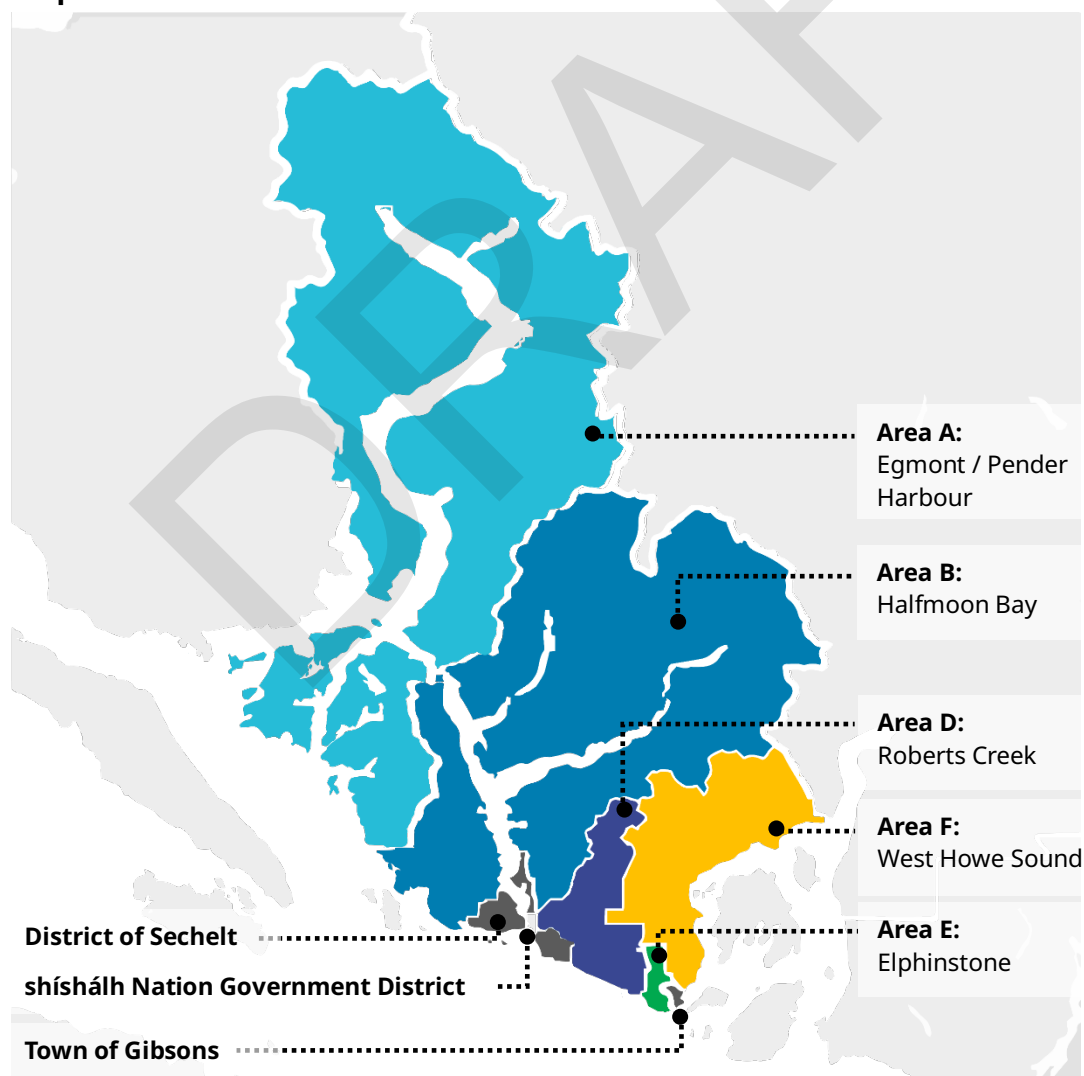 Area A:
Egmont / Pender
Harbour
Area B:
Halfmoon Bay
Area D:
Roberts Creek
Area F:
West Howe Sound
Area E:
Elphinstone
District of Sechelt
shíshálh Nation Government District
Town of Gibsons